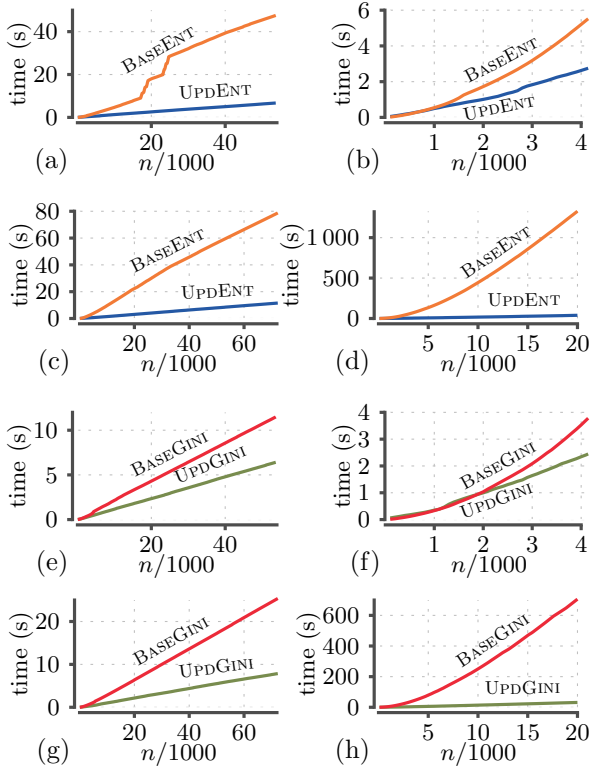 time (s)
40
20
0
BASEENT
UPDENT
20
40
(a)
n/1000
time (s)
6
4
2
0
BASEENT
UPDENT
1
2
3
4
(b)
n/1000
time (s)
80
60
40
20
0
BASEENT
UPDENT
20
40
60
(c)
n/1000
time (s)
1 000
500
0
BASEENT
UPDENT
5
10
15
20
(d)
n/1000
time (s)
10
5
0
BASEGINI
UPDGINI
20
40
(e)
n/1000
time (s)
4
3
2
1
0
BASEGINI
UPDGINI
1
2
3
4
(f)
n/1000
time (s)
20
10
0
BASEGINI
UPDGINI
20
40
60
(g)
n/1000
time (s)
600
400
200
0
BASEGINI
UPDGINI
5
10
15
20
(h)
n/1000